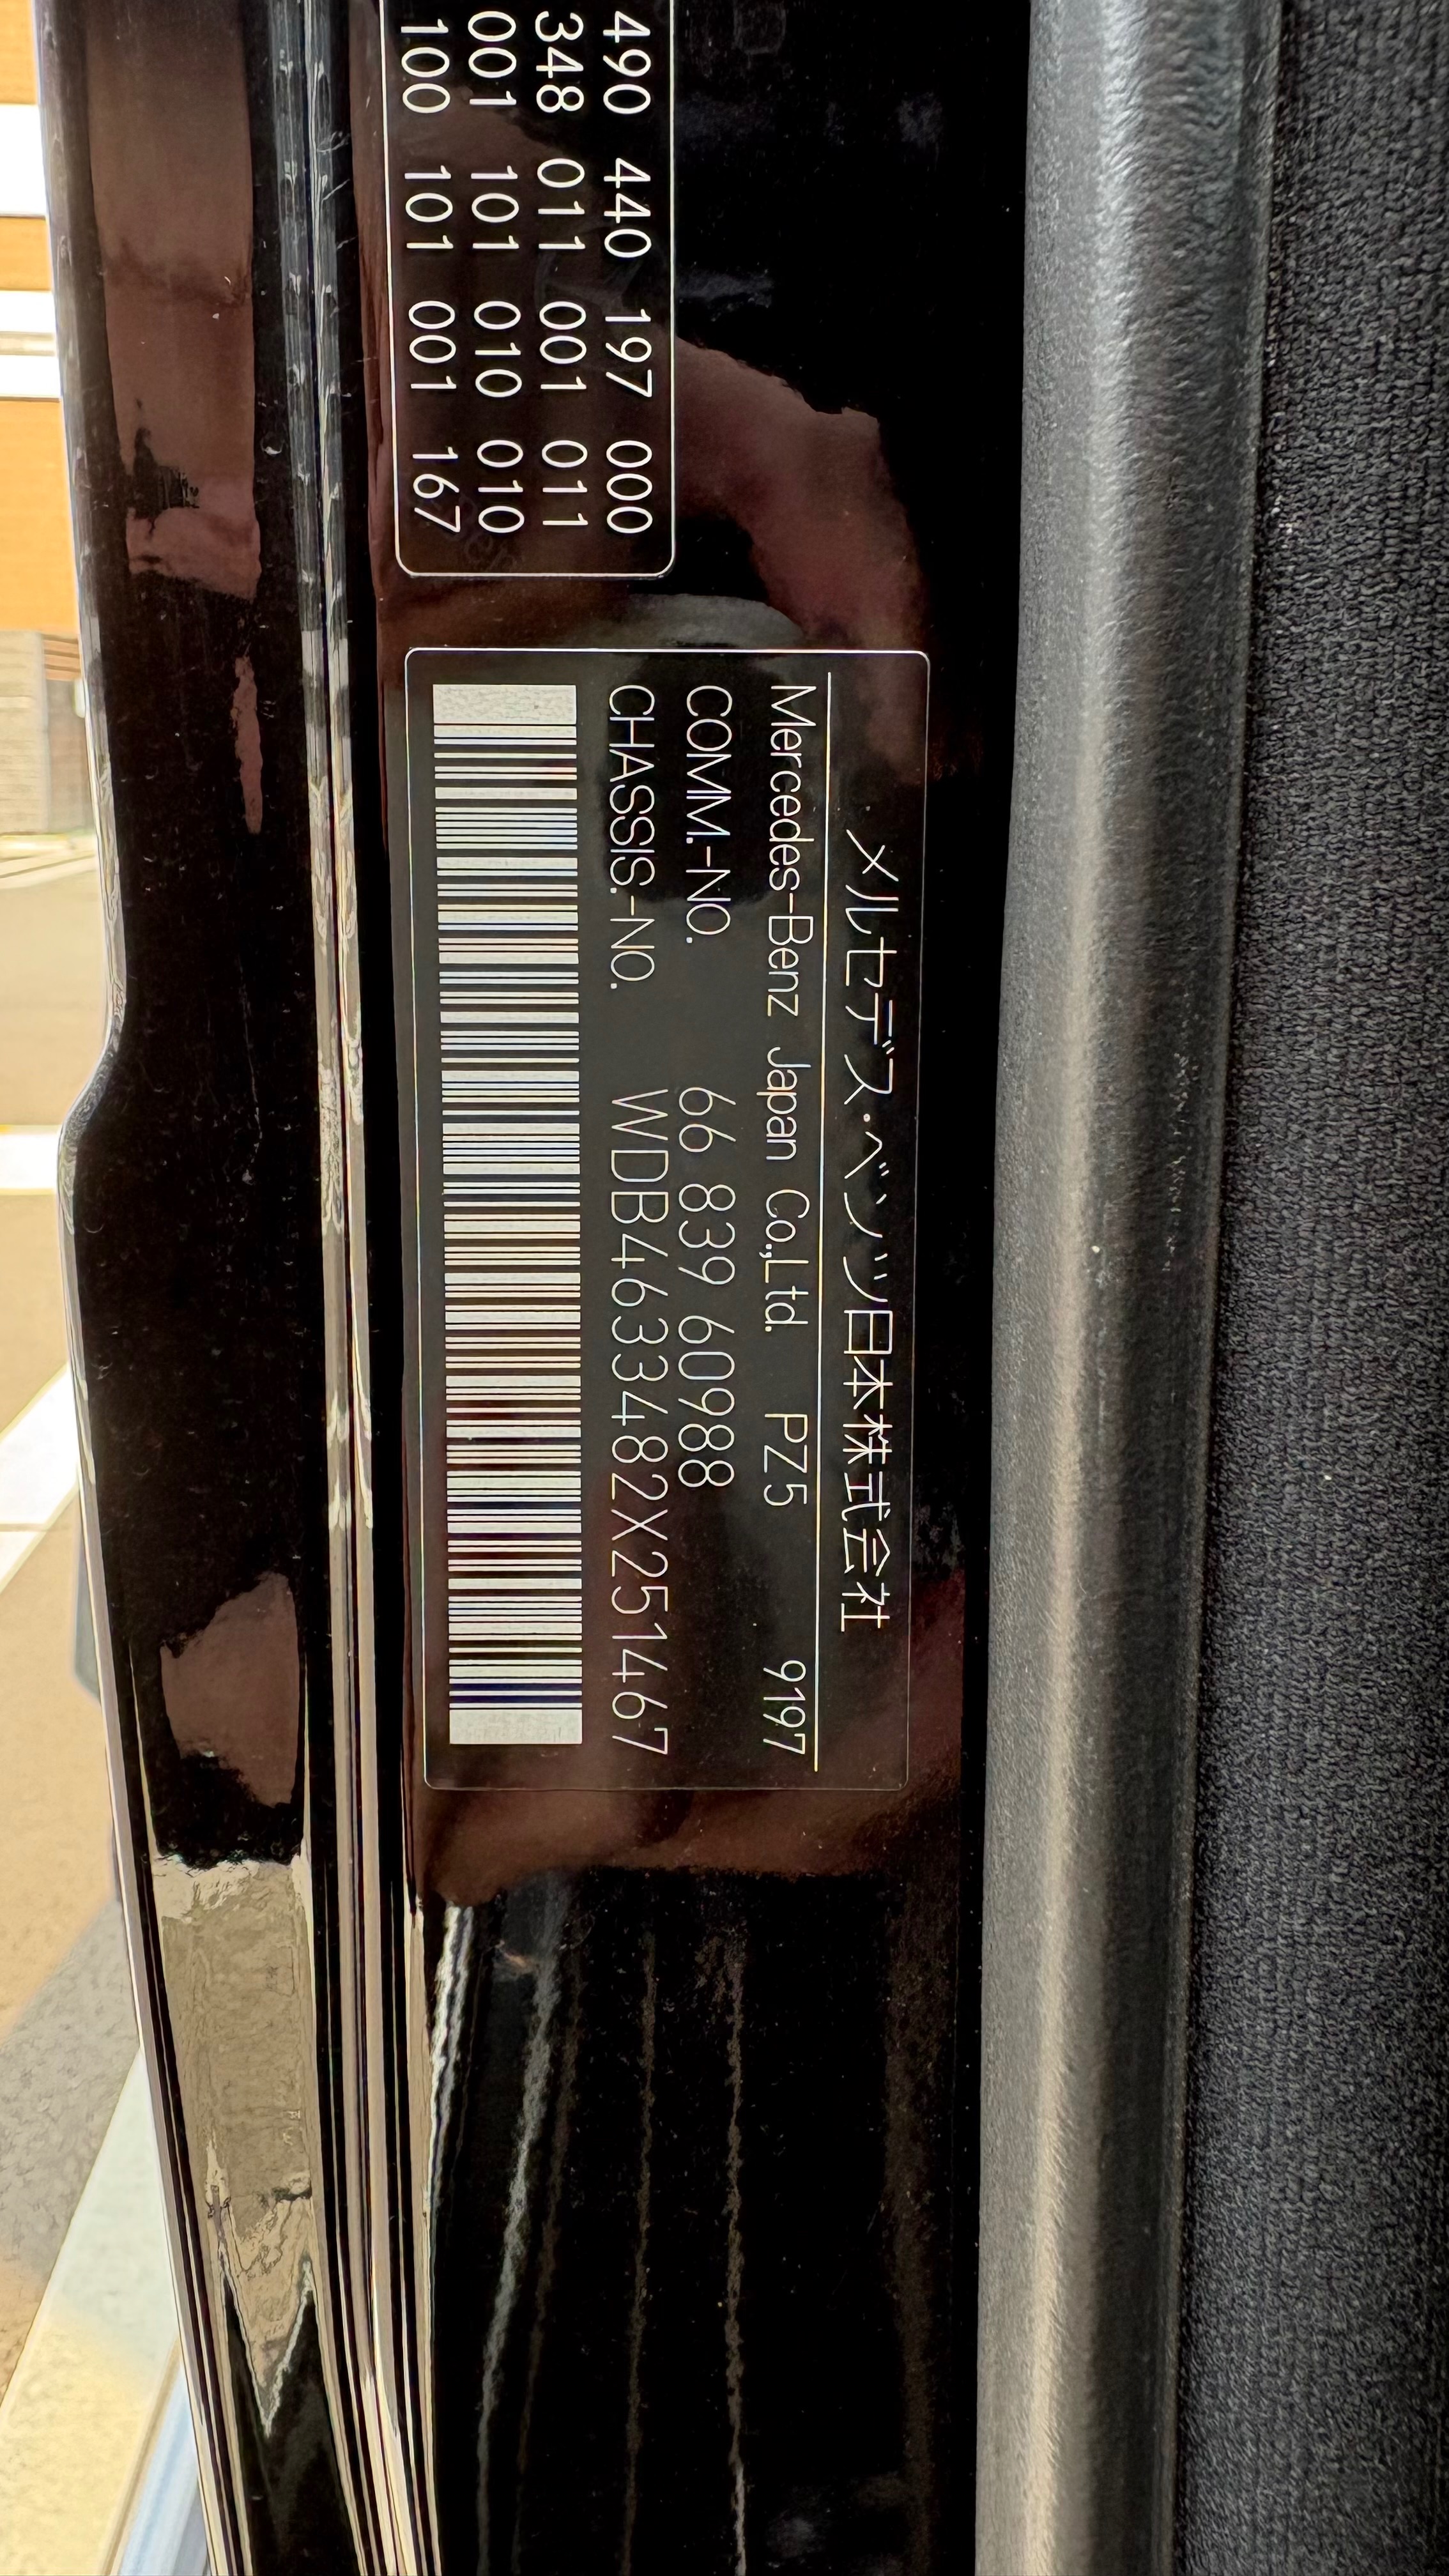 490 440 197 000
348 011 001 011
001 101 010 010
100 101 001 167
メルセデス・ベンツ日本株式会社
Mercedes-Benz Japan Co.,Ltd. PZ5 9197
COMM.-NO. 66 839 60988
CHASSIS.-NO. WDB4633482X251467